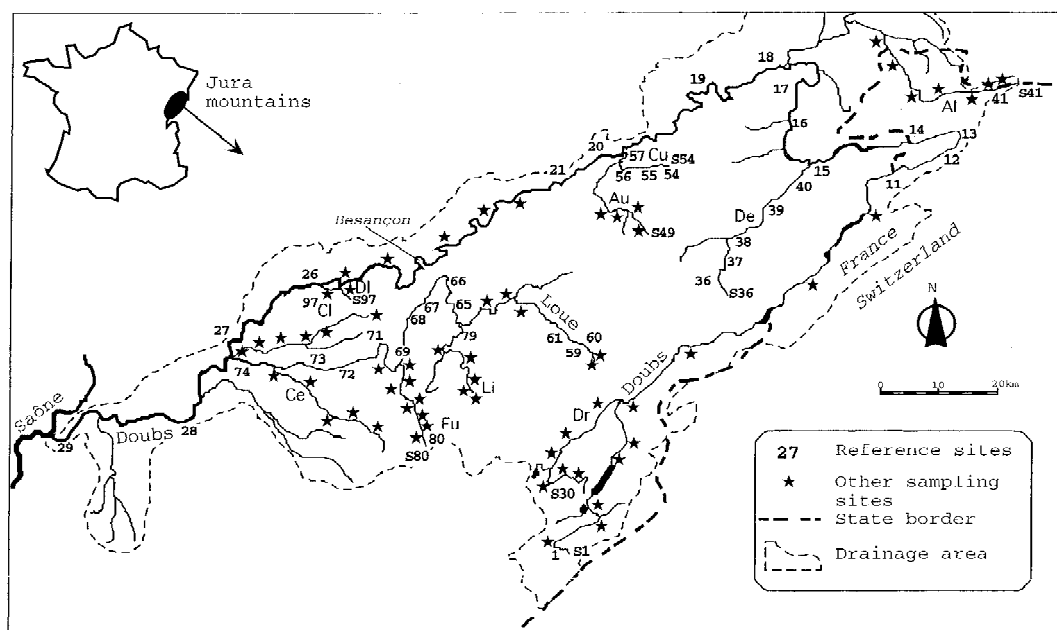 Jura
mountains
18
19
17
16
14
13
12
11
15
Al
41
S41
20
57
Cu
S54
56
55
54
21
Au
S49
40
39
De
38
37
36
S36
France
Switzerland
N
0
10
20km
Besançon
26
Dl
S97
97
Cl
66
67
65
68
Loue
27
71
79
61
60
59
73
69
72
74
Li
Ce
Doubs
Fu
80
S80
Dr
Saône
Doubs
28
29
S30
1
S1
27 Reference sites
Other sampling
sites
State border
Drainage area